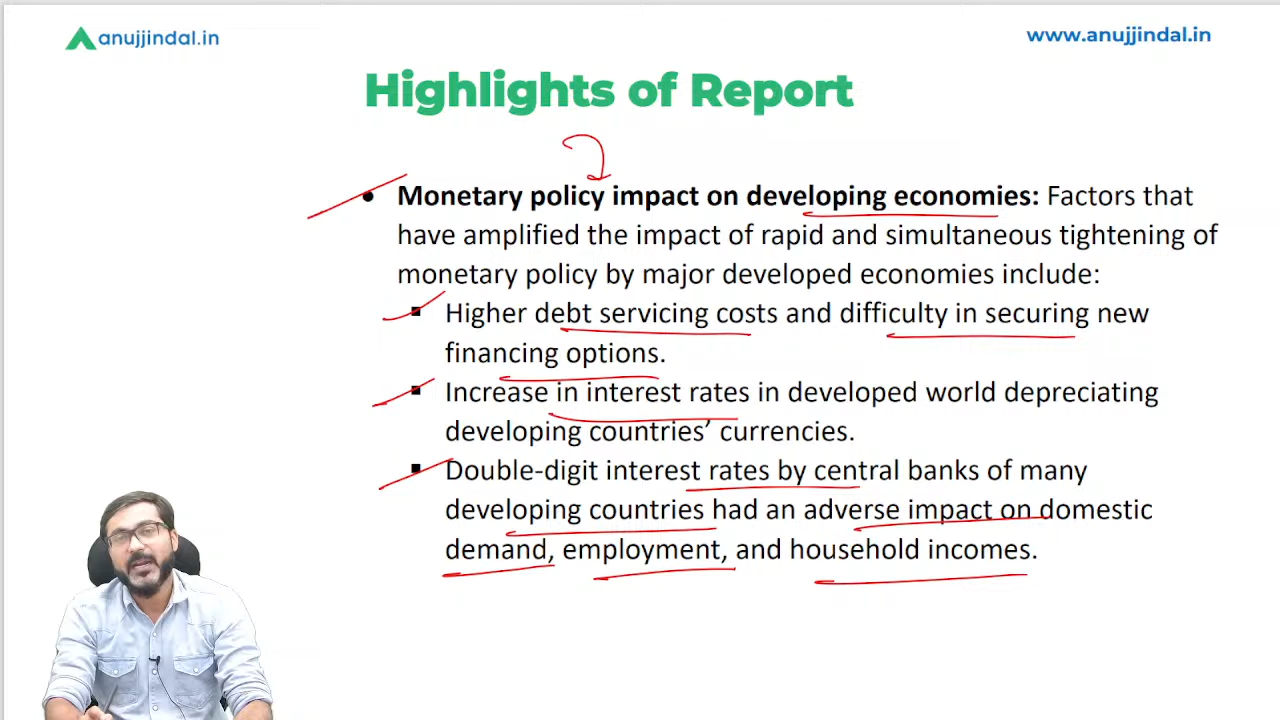 anujjindal.in
www.anujjindal.in
Highlights of Report
• Monetary policy impact on developing economies: Factors that
have amplified the impact of rapid and simultaneous tightening of
monetary policy by major developed economies include:
▪ Higher debt servicing costs and difficulty in securing new
financing options.
▪ Increase in interest rates in developed world depreciating
developing countries’ currencies.
▪ Double-digit interest rates by central banks of many
developing countries had an adverse impact on domestic
demand, employment, and household incomes.